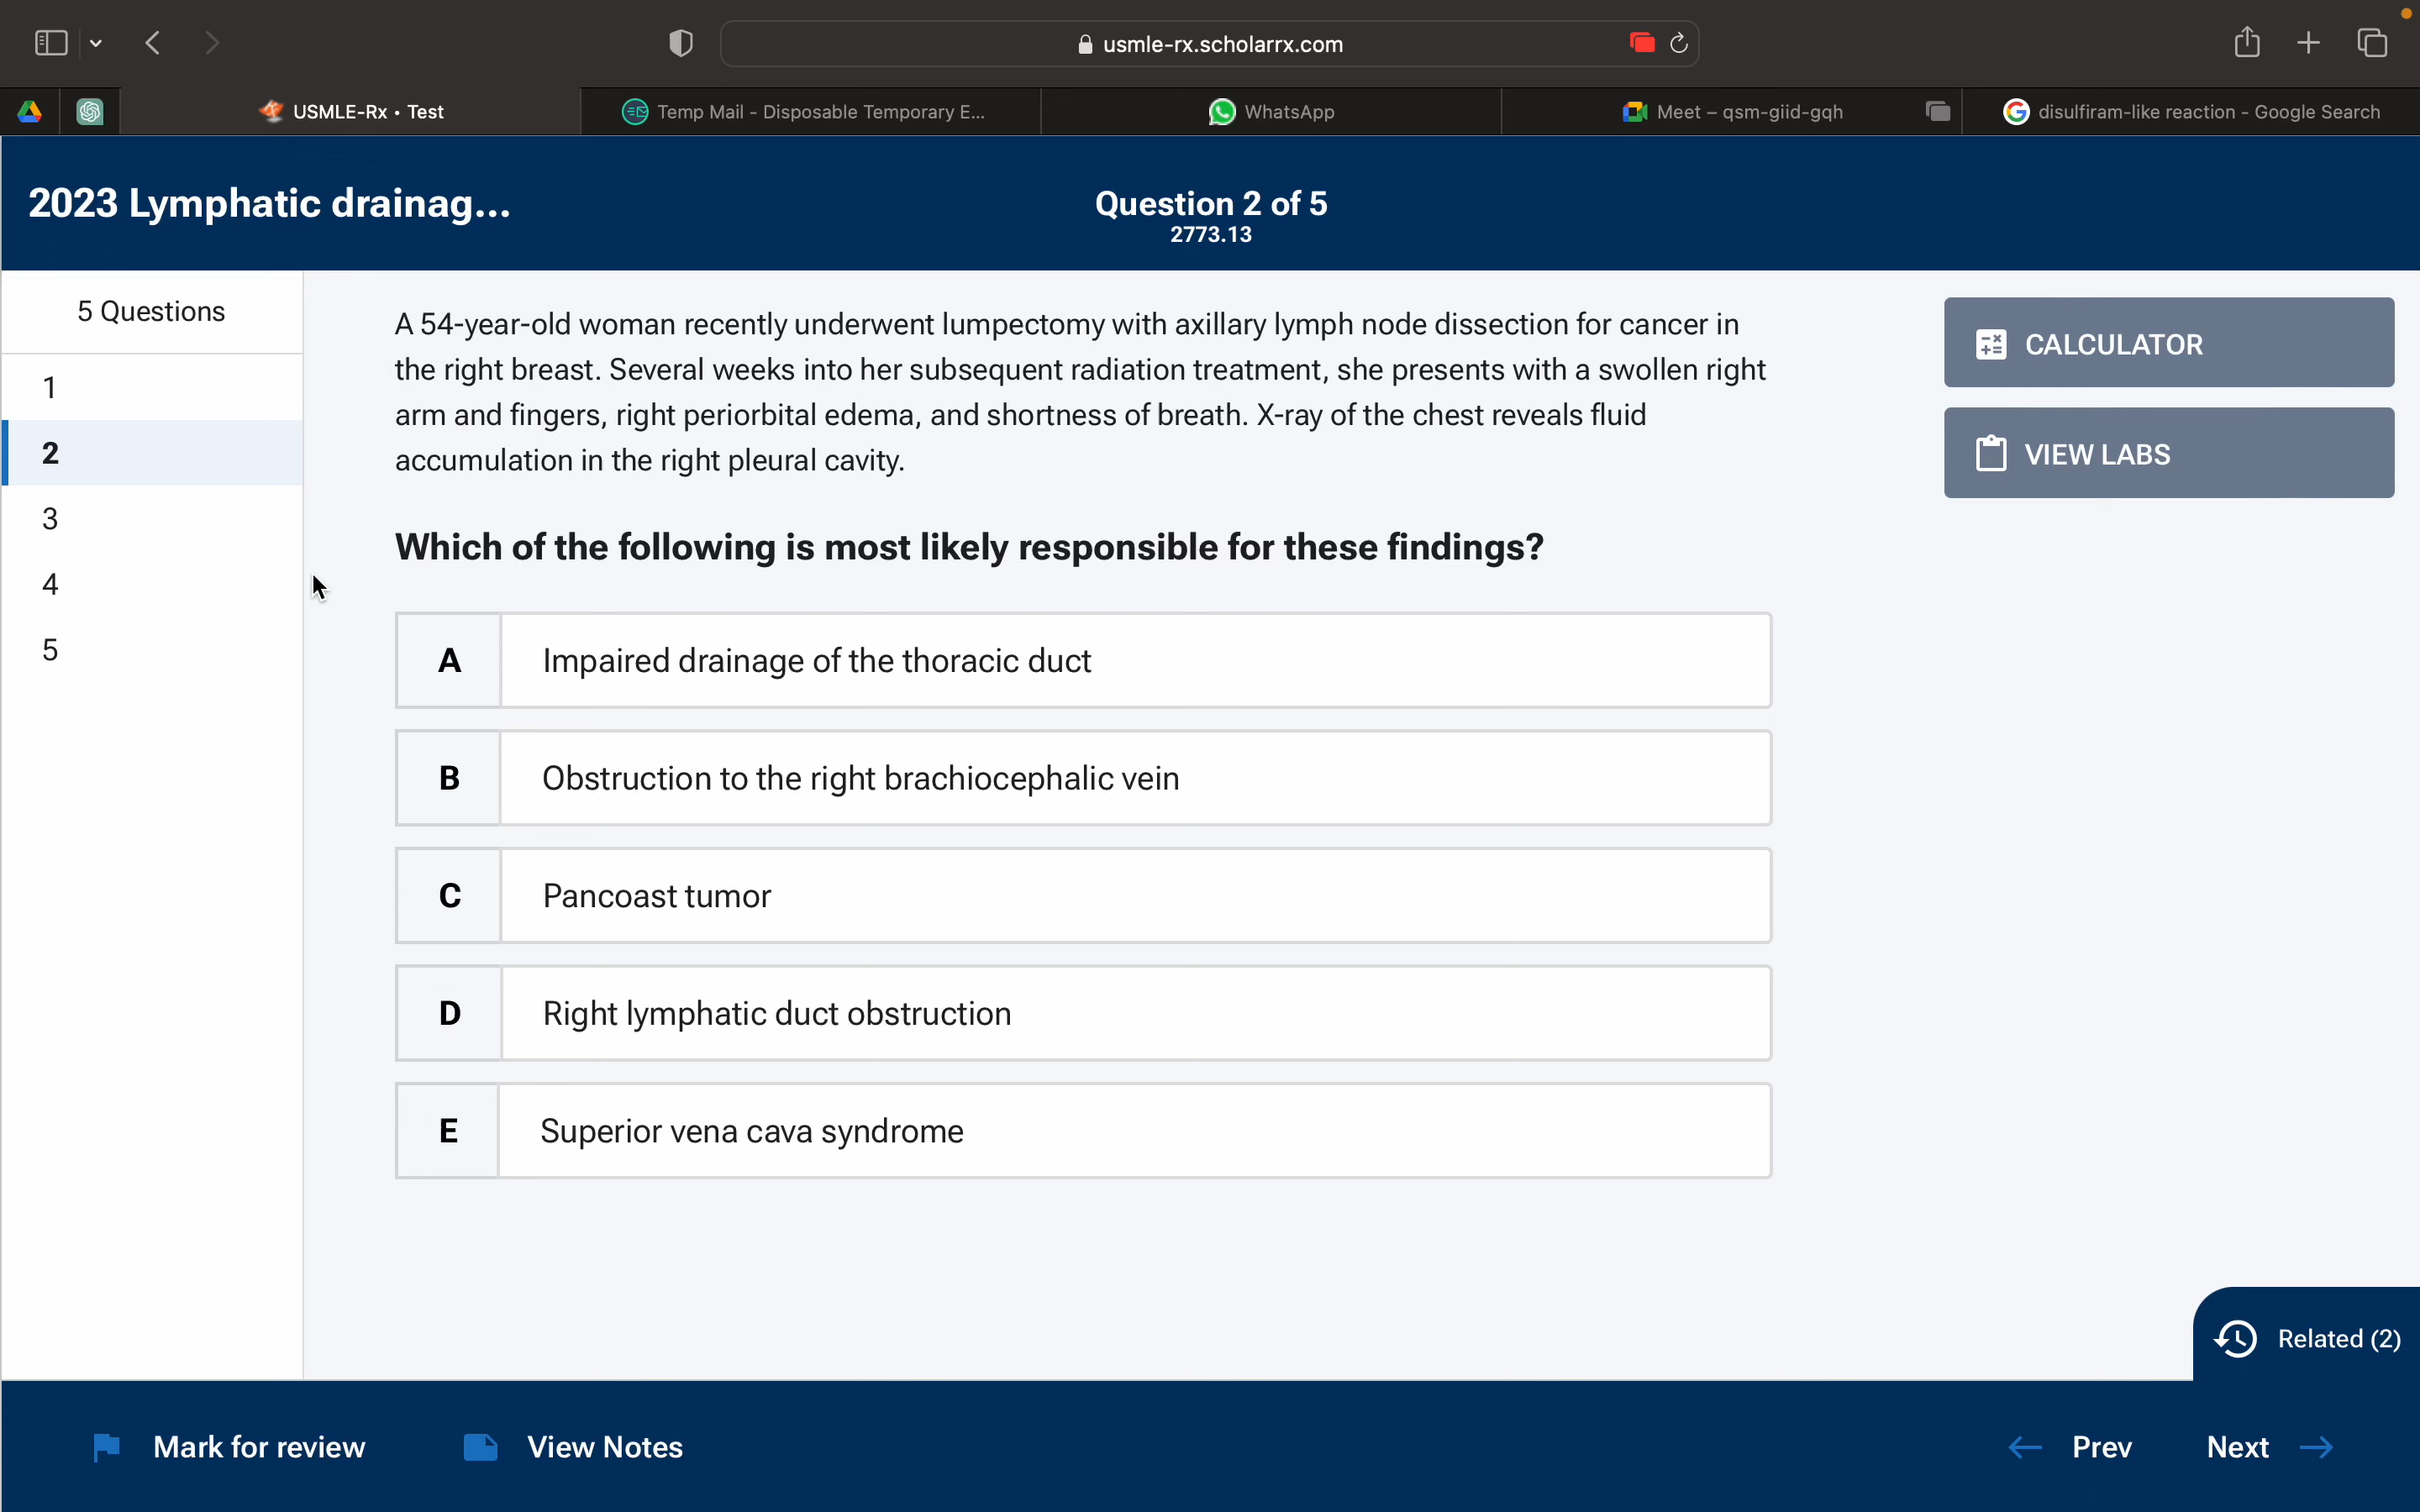 usmle-rx.scholarrx.com
USMLE-Rx • Test
Temp Mail - Disposable Temporary E...
WhatsApp
Meet – qsm-giid-gqh
disulfiram-like reaction - Google Search
2023 Lymphatic drainag...
Question 2 of 5
2773.13
5 Questions
1
2
3
4
5
A 54-year-old woman recently underwent lumpectomy with axillary lymph node dissection for cancer in
the right breast. Several weeks into her subsequent radiation treatment, she presents with a swollen right
arm and fingers, right periorbital edema, and shortness of breath. X-ray of the chest reveals fluid
accumulation in the right pleural cavity.
Which of the following is most likely responsible for these findings?
A Impaired drainage of the thoracic duct
B Obstruction to the right brachiocephalic vein
C Pancoast tumor
D Right lymphatic duct obstruction
E Superior vena cava syndrome
CALCULATOR
VIEW LABS
Related (2)
Mark for review
View Notes
Prev
Next